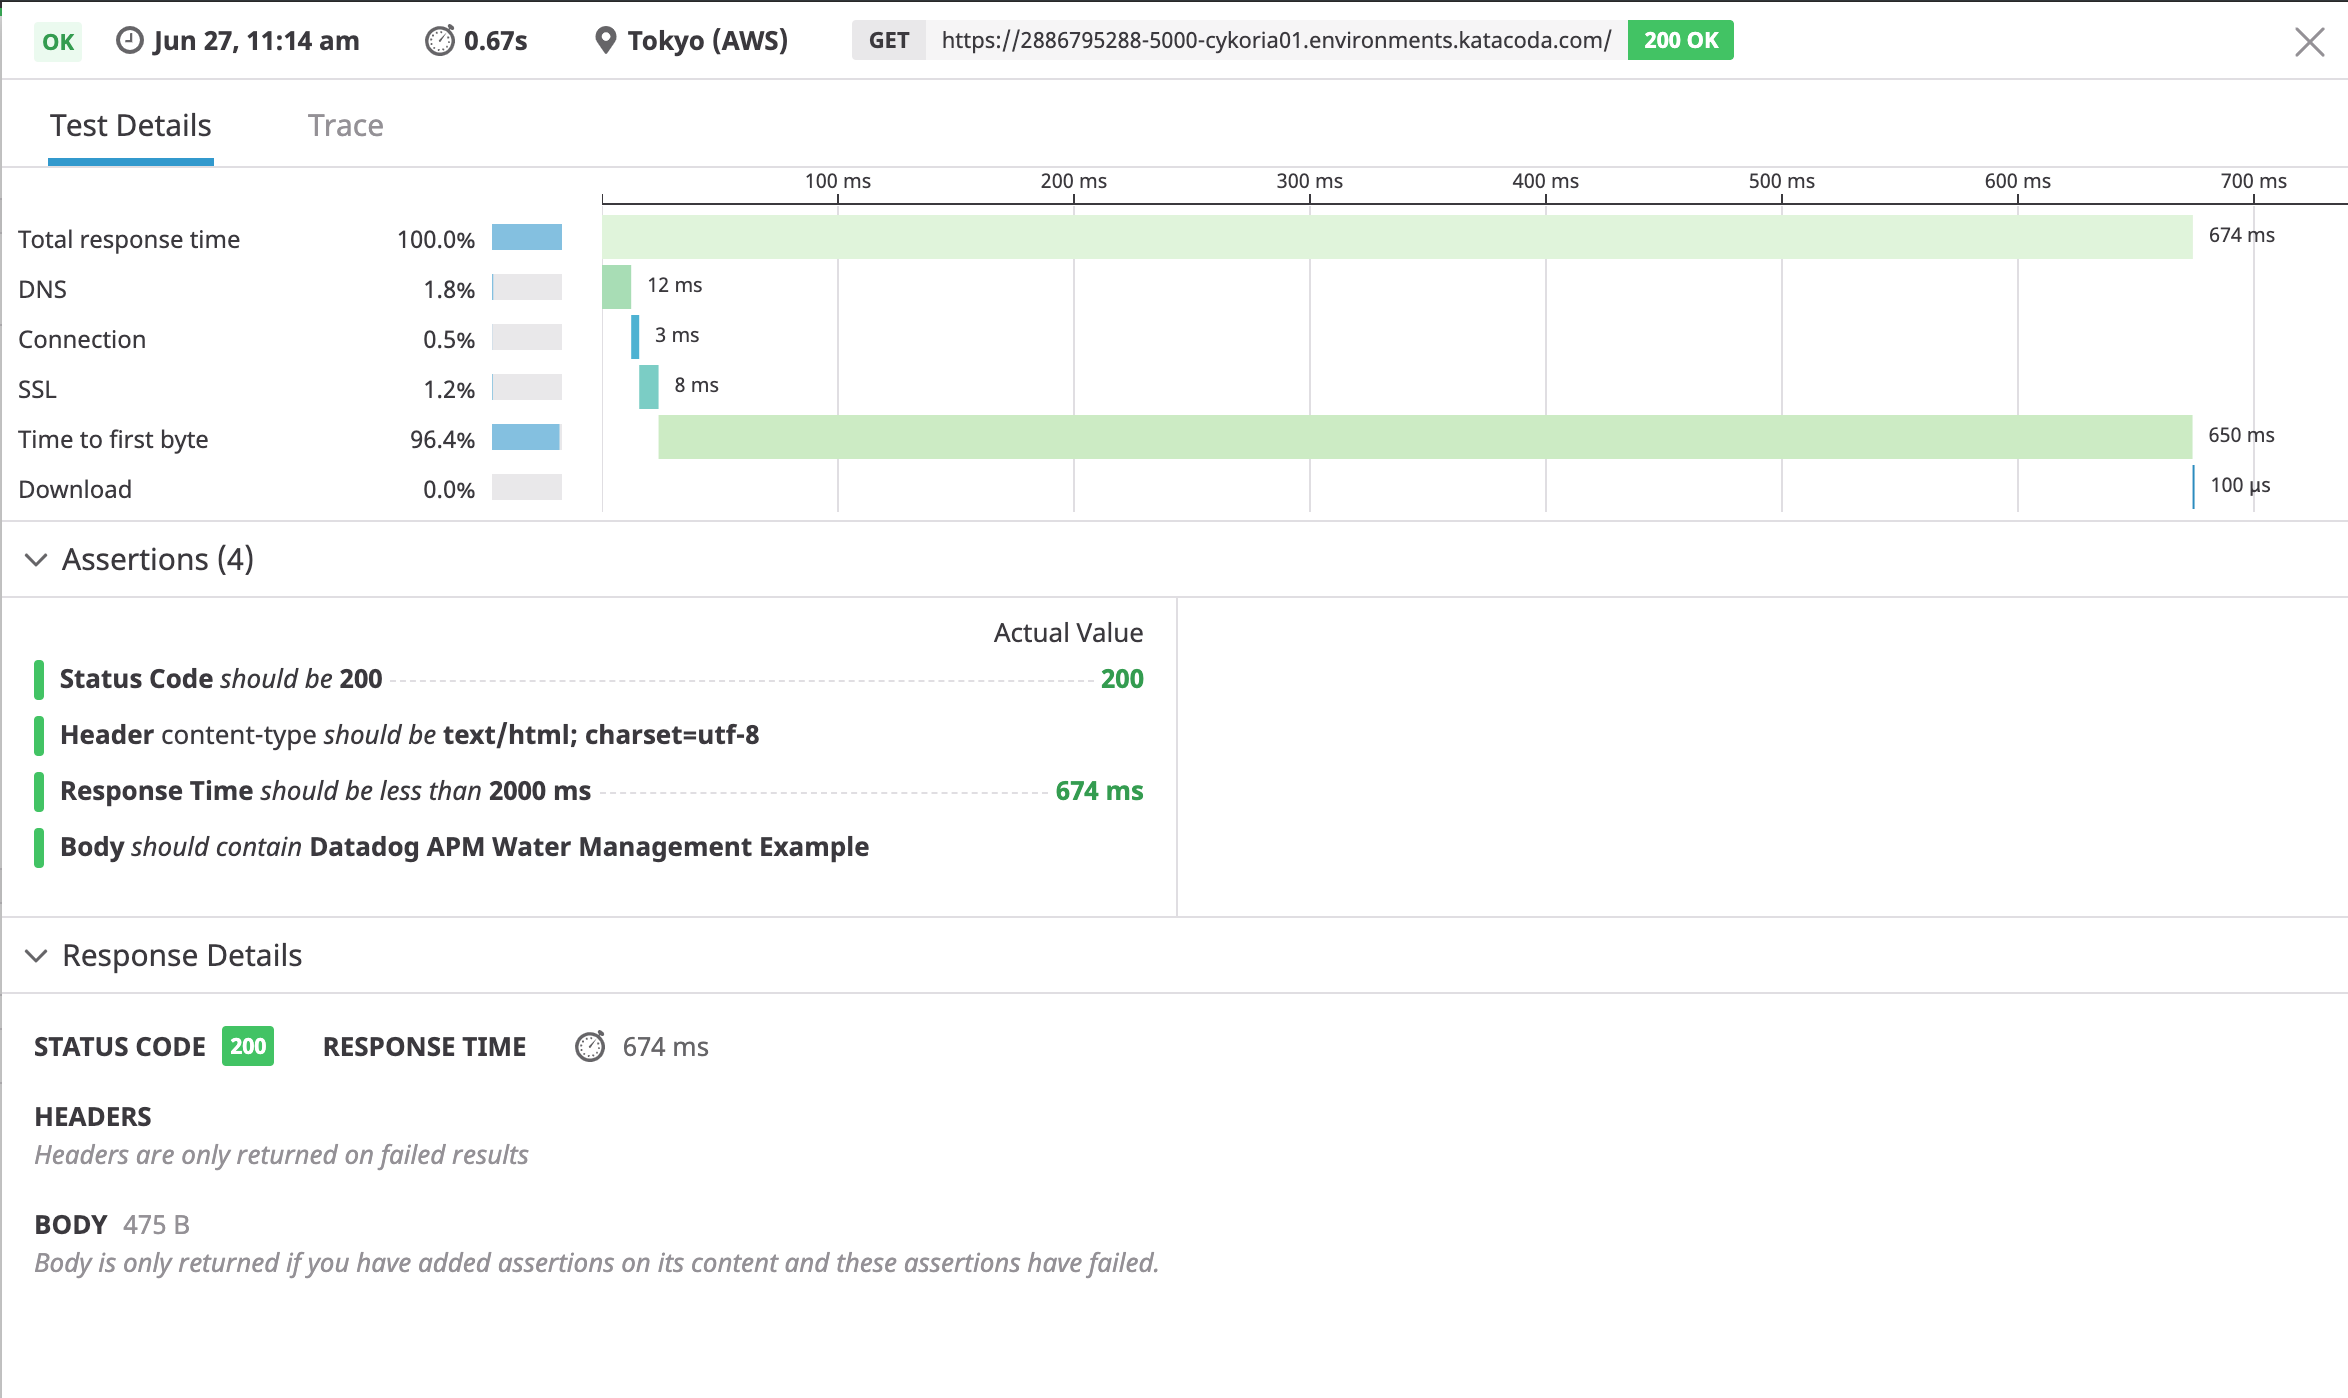 OK Jun 27, 11:14 am 0.67s Tokyo (AWS) GET https://2886795288-5000-cykoria01.environments.katacoda.com/ 200 OK
Test Details Trace
100 ms 200 ms 300 ms 400 ms 500 ms 600 ms 700 ms
Total response time 100.0% 674 ms
DNS 1.8% 12 ms
Connection 0.5% 3 ms
SSL 1.2% 8 ms
Time to first byte 96.4% 650 ms
Download 0.0% 100 µs
Assertions (4)
Actual Value
Status Code should be 200 200
Header content-type should be text/html; charset=utf-8
Response Time should be less than 2000 ms 674 ms
Body should contain Datadog APM Water Management Example
Response Details
STATUS CODE 200 RESPONSE TIME 674 ms
HEADERS
Headers are only returned on failed results
BODY 475 B
Body is only returned if you have added assertions on its content and these assertions have failed.